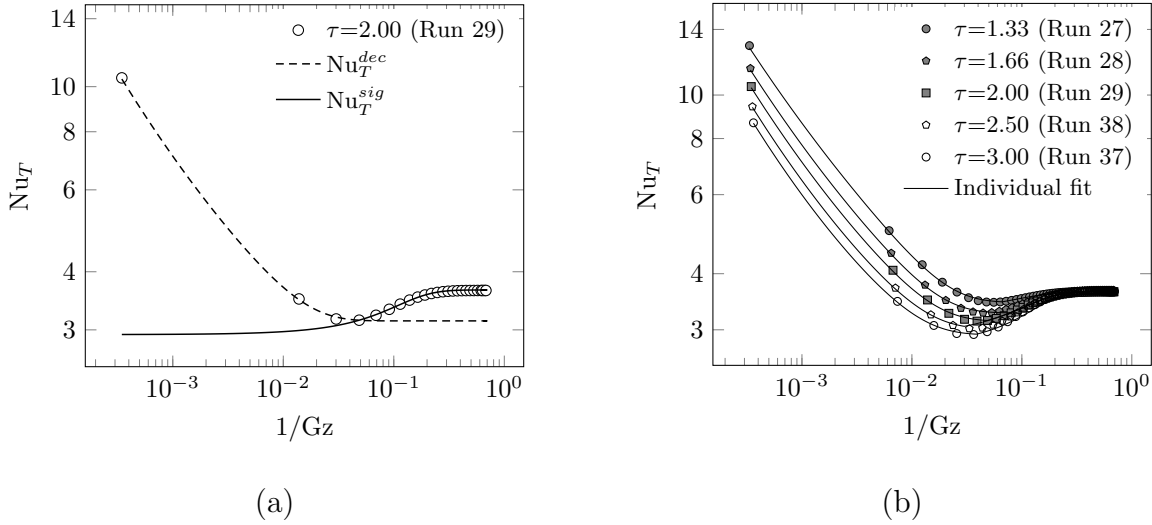 14
10
8
6
4
3
Nu_T
10^−3
10^−2
10^−1
10^0
1/Gz
τ=2.00 (Run 29)
Nu_T^dec
Nu_T^sig
(a)
14
10
8
6
4
3
Nu_T
10^−3
10^−2
10^−1
10^0
1/Gz
τ=1.33 (Run 27)
τ=1.66 (Run 28)
τ=2.00 (Run 29)
τ=2.50 (Run 38)
τ=3.00 (Run 37)
Individual fit
(b)